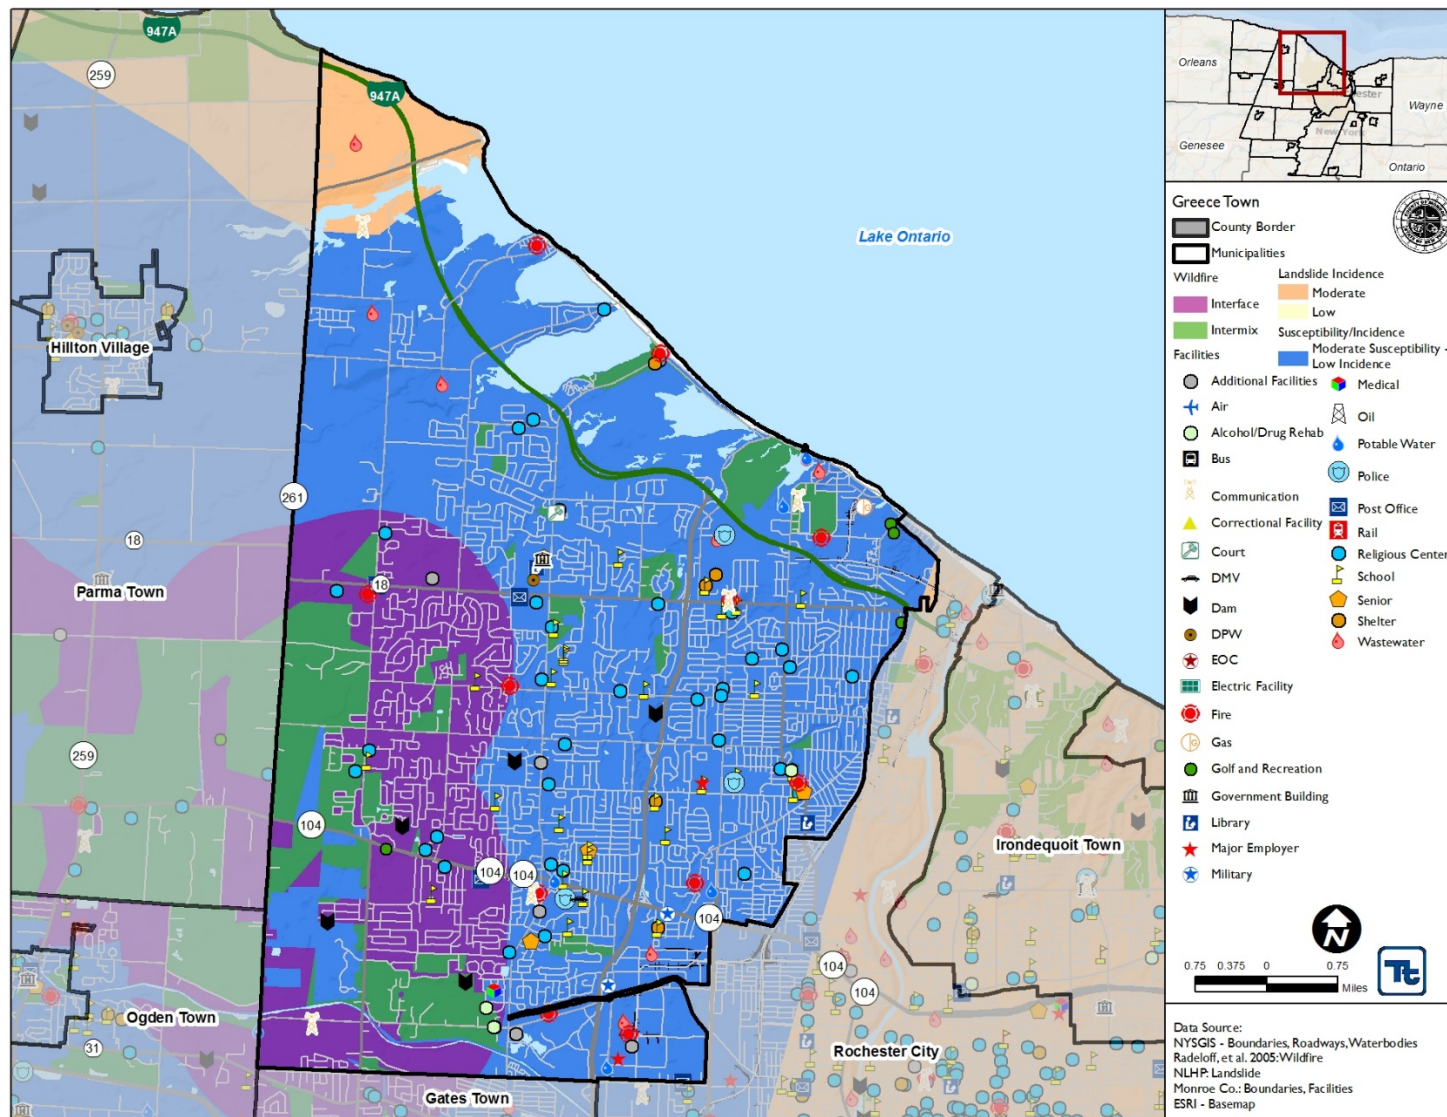 947A
259
947A
Lake Ontario
Hillton Village
261
18
18
Parma Town
259
104
104
104
104
104
104
Irondequoit Town
Ogden Town
31
Rochester City
Gates Town
Orleans
Wayne
Genesee
Ontario
Greece Town
County Border
Municipalities
Wildfire
Interface
Intermix
Landslide Incidence
Moderate
Low
Susceptibility/Incidence
Moderate Susceptibility -
Low Incidence
Facilities
Additional Facilities
Air
Alcohol/Drug Rehab
Bus
Communication
Correctional Facility
Court
DMV
Dam
DPW
EOC
Electric Facility
Fire
Gas
Golf and Recreation
Government Building
Library
Major Employer
Military
Medical
Oil
Potable Water
Police
Post Office
Rail
Religious Center
School
Senior
Shelter
Wastewater
N
0.75 0.375 0 0.75
Miles
Tt
Data Source:
NYSGIS - Boundaries, Roadways, Waterbodies
Radeloff, et al. 2005: Wildfire
NLHP: Landslide
Monroe Co.: Boundaries, Facilities
ESRI - Basemap